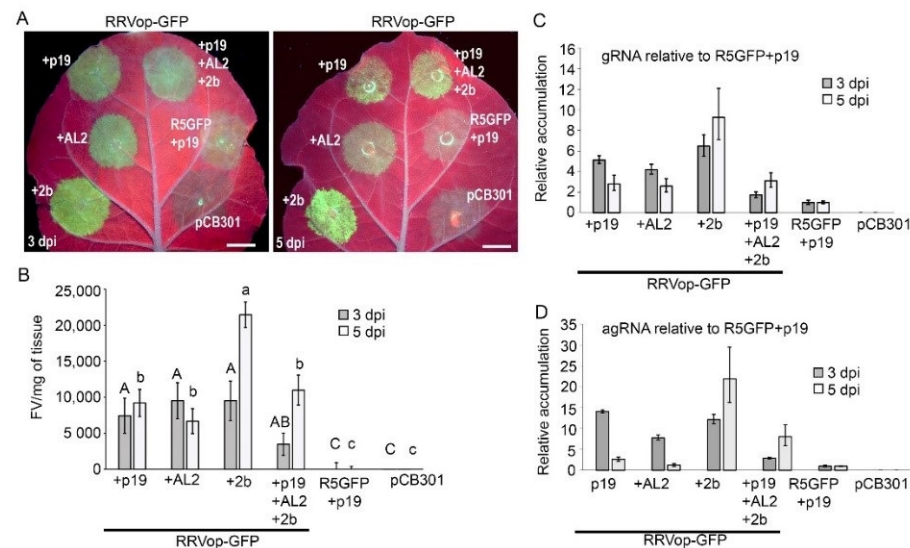 A
RRVop-GFP
+p19
+p19
+AL2
+2b
+AL2
R5GFP
+p19
+2b
pCB301
3 dpi
RRVop-GFP
+p19
+p19
+AL2
+2b
+AL2
R5GFP
+p19
+2b
pCB301
5 dpi
B
FV/mg of tissue
25,000
20,000
15,000
10,000
5 000
0
3 dpi
5 dpi
A
b
A
b
A
a
AB
b
C
c
C
c
+p19
+AL2
+2b
+p19
+AL2
+2b
R5GFP
+p19
pCB301
RRVop-GFP
C
gRNA relative to R5GFP+p19
Relative accumulation
16
14
12
10
8
6
4
2
0
3 dpi
5 dpi
+p19
+AL2
+2b
+p19
+AL2
+2b
R5GFP
+p19
pCB301
RRVop-GFP
D
agRNA relative to R5GFP+p19
Relative accumulation
35
30
25
20
15
10
5
0
3 dpi
5 dpi
p19
+AL2
+2b
+p19
+AL2
+2b
R5GFP
+p19
pCB301
RRVop-GFP